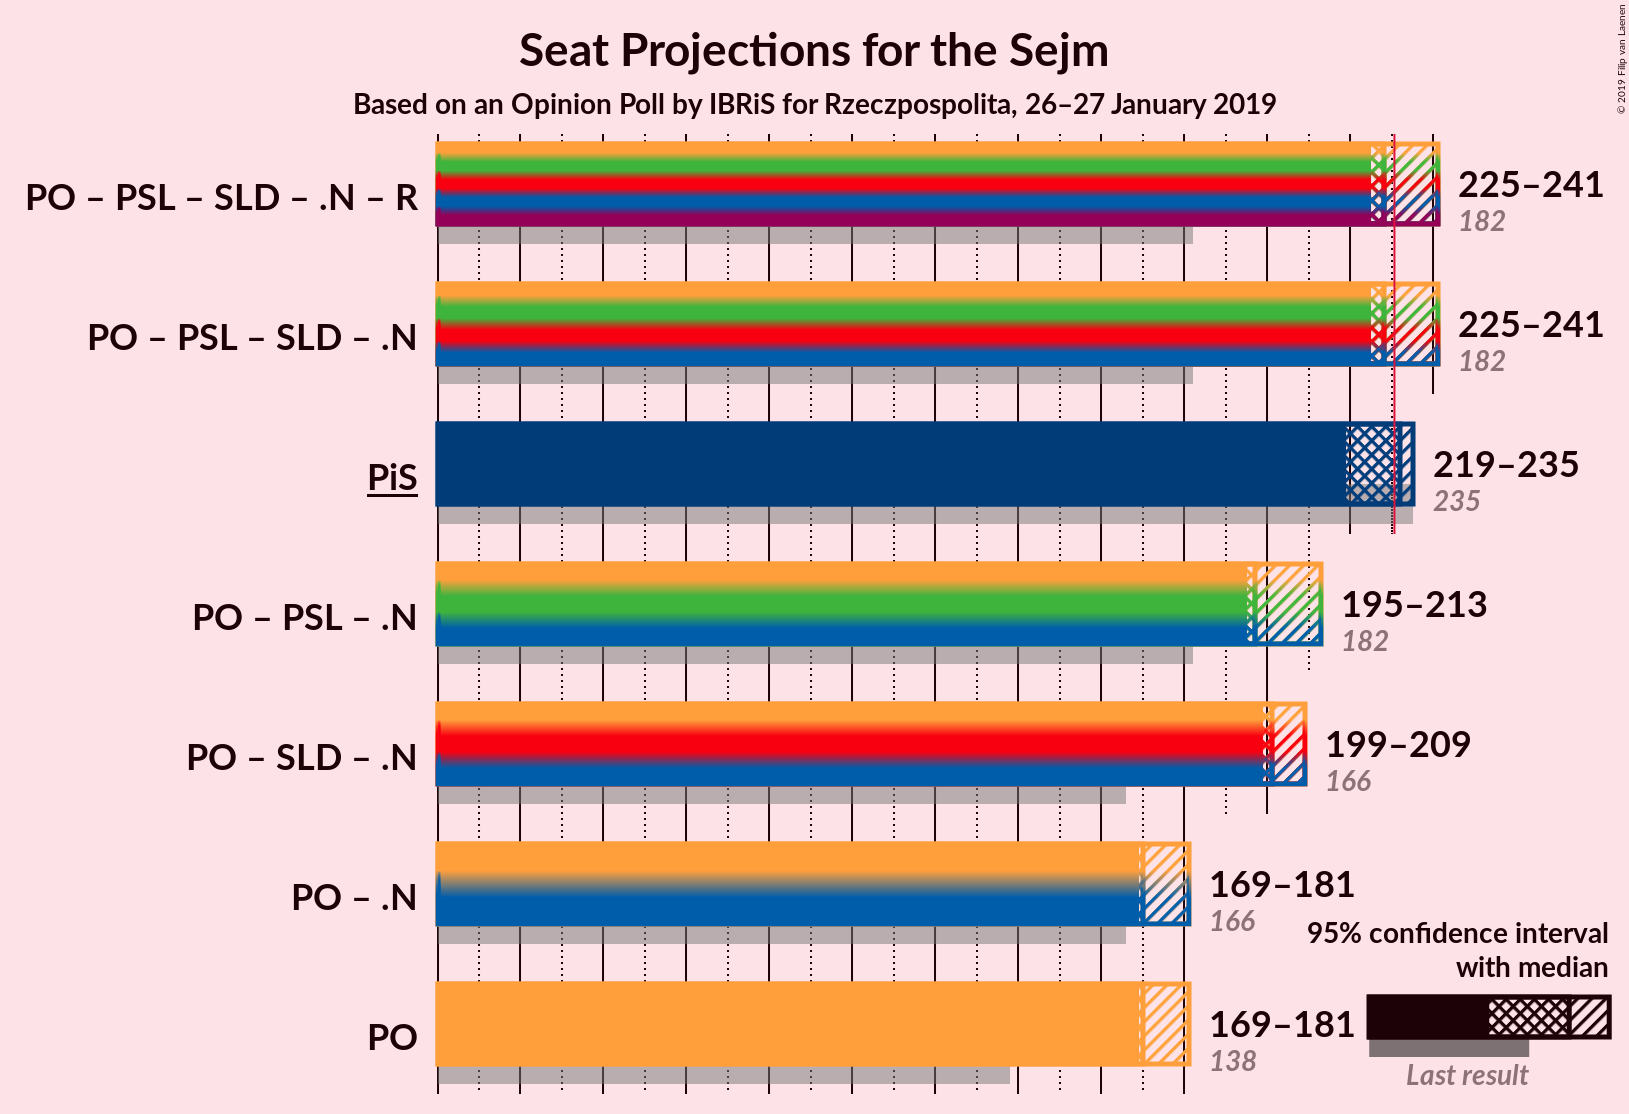 Seat Projections for the Sejm
Based on an Opinion Poll by IBRiS for Rzeczpospolita, 26–27 January 2019
© 2019 Filip van Laenen
PO – PSL – SLD – .N – R
225–241
182
PO – PSL – SLD – .N
225–241
182
PiS
219–235
235
PO – PSL – .N
195–213
182
PO – SLD – .N
199–209
166
PO – .N
169–181
166
PO
169–181
138
95% confidence interval
with median
Last result